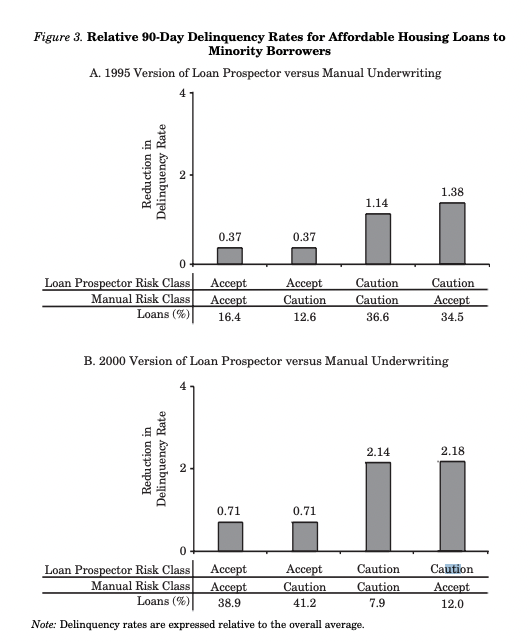 Figure 3. Relative 90-Day Delinquency Rates for Affordable Housing Loans to
Minority Borrowers
A. 1995 Version of Loan Prospector versus Manual Underwriting
Reduction in
Delinquency Rate
4
2
0
0.37 0.37 1.14 1.38
Loan Prospector Risk Class Accept Accept Caution Caution
Manual Risk Class Accept Caution Caution Accept
Loans (%) 16.4 12.6 36.6 34.5
B. 2000 Version of Loan Prospector versus Manual Underwriting
Reduction in
Delinquency Rate
4
2
0
0.71 0.71 2.14 2.18
Loan Prospector Risk Class Accept Accept Caution Caution
Manual Risk Class Accept Caution Caution Accept
Loans (%) 38.9 41.2 7.9 12.0
Note: Delinquency rates are expressed relative to the overall average.